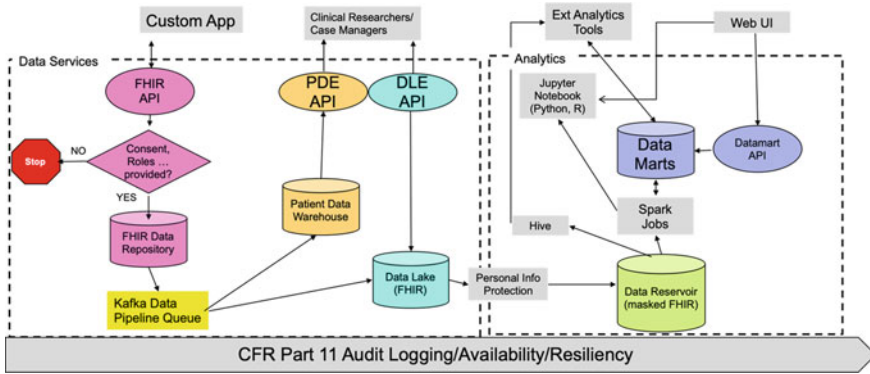 Custom App
Clinical Researchers/
Case Managers
Ext Analytics
Tools
Web UI
Data Services
Analytics
FHIR
API
PDE
API
DLE
API
Jupyter
Notebook
(Python, R)
Stop
NO
Consent,
Roles ...
provided?
Data
Marts
Datamart
API
YES
Patient Data
Warehouse
Spark
Jobs
FHIR Data
Repository
Hive
Kafka Data
Pipeline Queue
Data Lake
(FHIR)
Personal Info
Protection
Data Reservoir
(masked FHIR)
CFR Part 11 Audit Logging/Availability/Resiliency